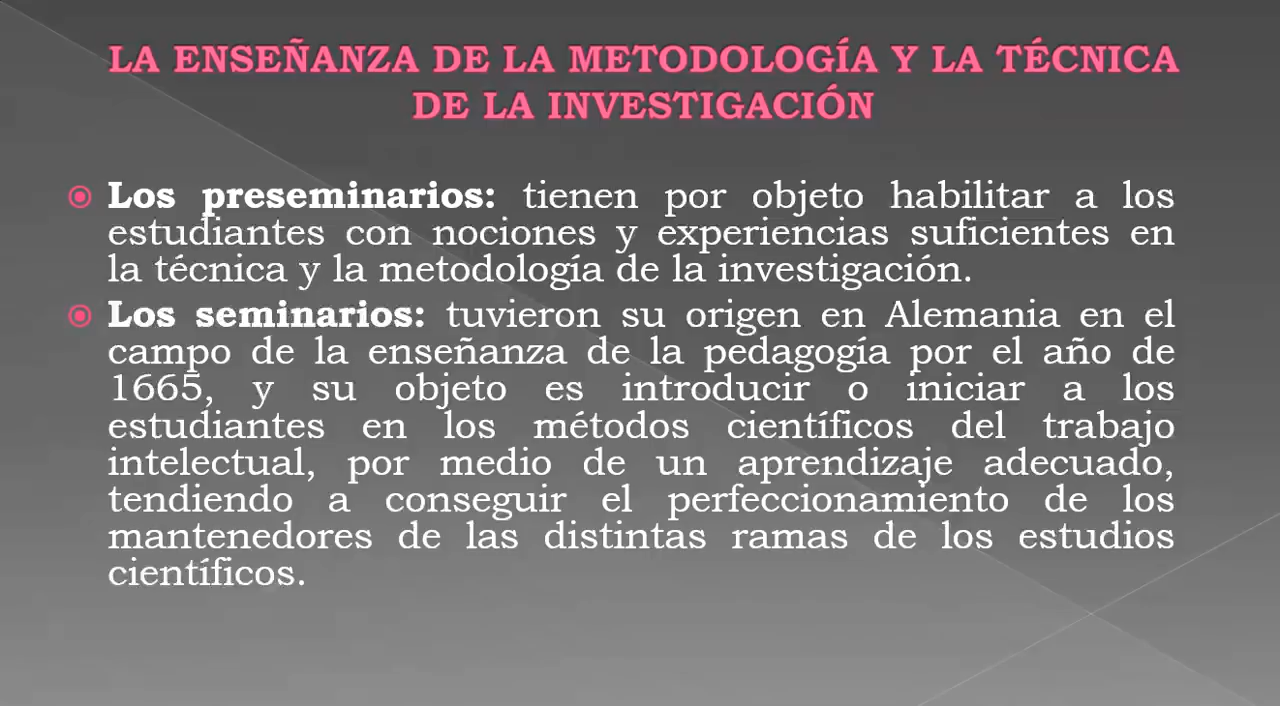 LA ENSEÑANZA DE LA METODOLOGÍA Y LA TÉCNICA
DE LA INVESTIGACIÓN
Los preseminarios: tienen por objeto habilitar a los
estudiantes con nociones y experiencias suficientes en
la técnica y la metodología de la investigación.
Los seminarios: tuvieron su origen en Alemania en el
campo de la enseñanza de la pedagogía por el año de
1665, y su objeto es introducir o iniciar a los
estudiantes en los métodos científicos del trabajo
intelectual, por medio de un aprendizaje adecuado,
tendiendo a conseguir el perfeccionamiento de los
mantenedores de las distintas ramas de los estudios
científicos.